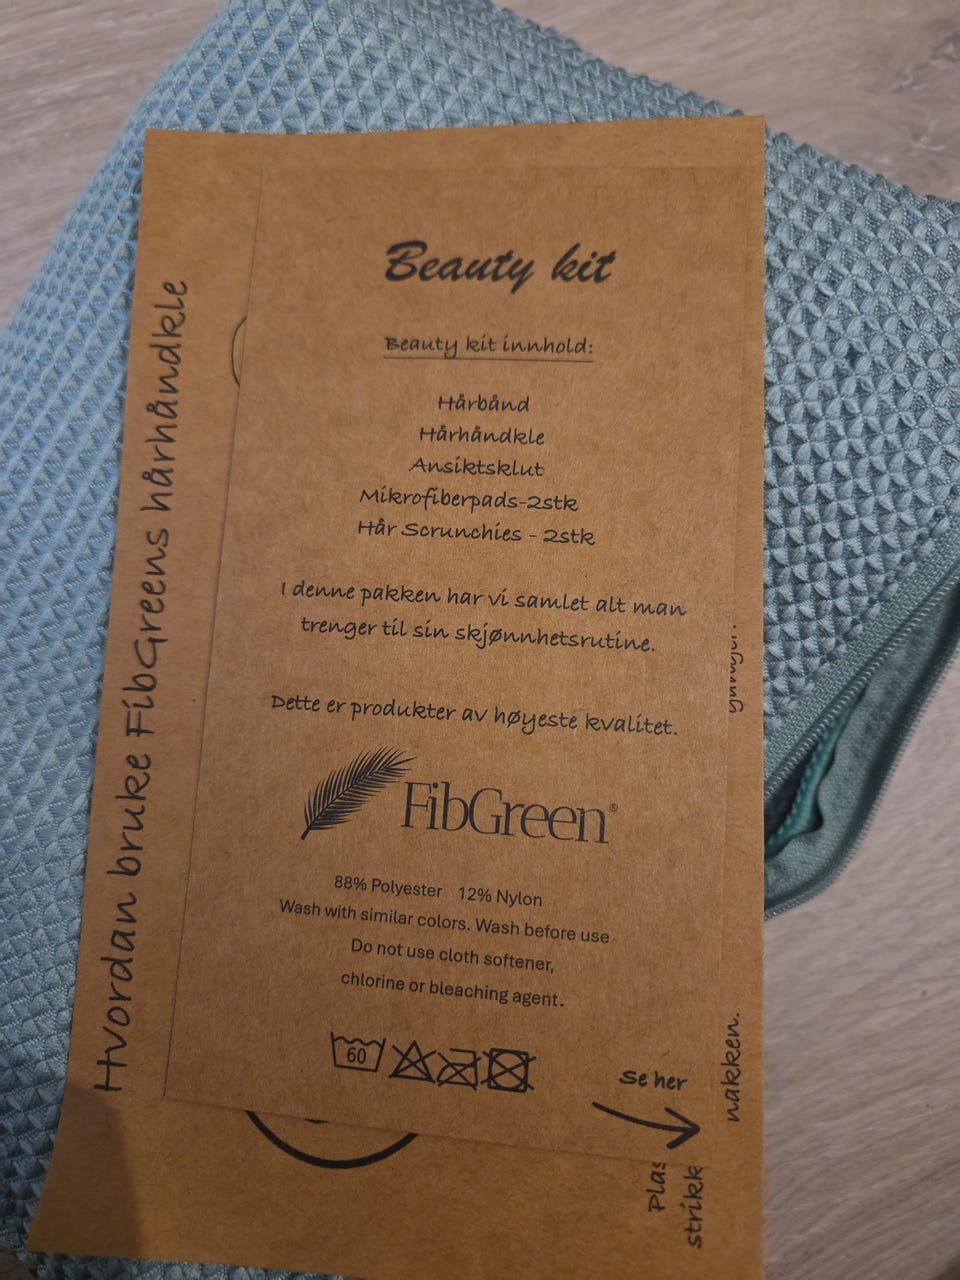 Beauty kit
Beauty kit innhold:
Hårbånd
Hårhåndkle
Ansiktsklut
Mikrofiberpads-2stk
Hår Scrunchies - 2stk
I denne pakken har vi samlet alt man
trenger til sin skjønnhetsrutine.
Dette er produkter av høyeste kvalitet.
FibGreen®
88% Polyester 12% Nylon
Wash with similar colors. Wash before use
Do not use cloth softener,
chlorine or bleaching agent.
60
Se her
Hvordan bruke FibGreens hårhåndkle
nakken.